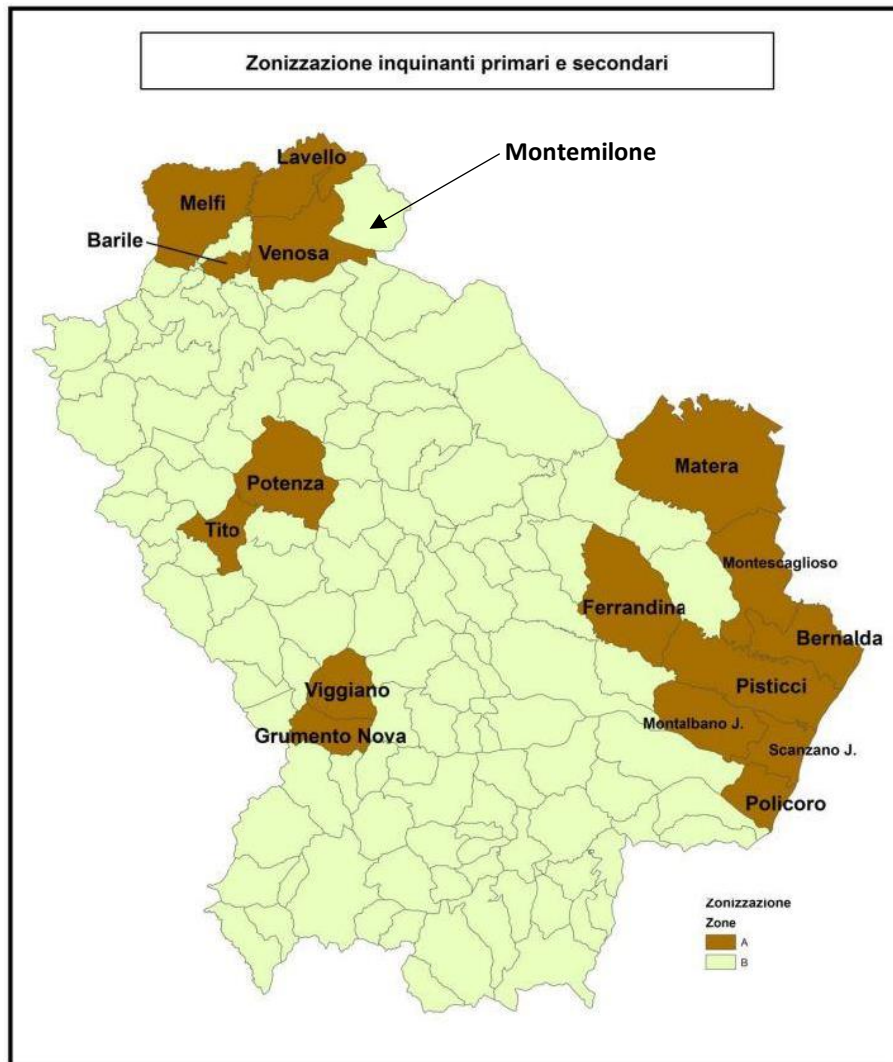 Zonizzazione inquinanti primari e secondari
Lavello
Montemilone
Melfi
Barile
Venosa
Matera
Potenza
Tito
Montescaglioso
Ferrandina
Bernalda
Viggiano
Pisticci
Grumento Nova
Montalbano J.
Scanzano J.
Policoro
Zonizzazione
Zone
A
B